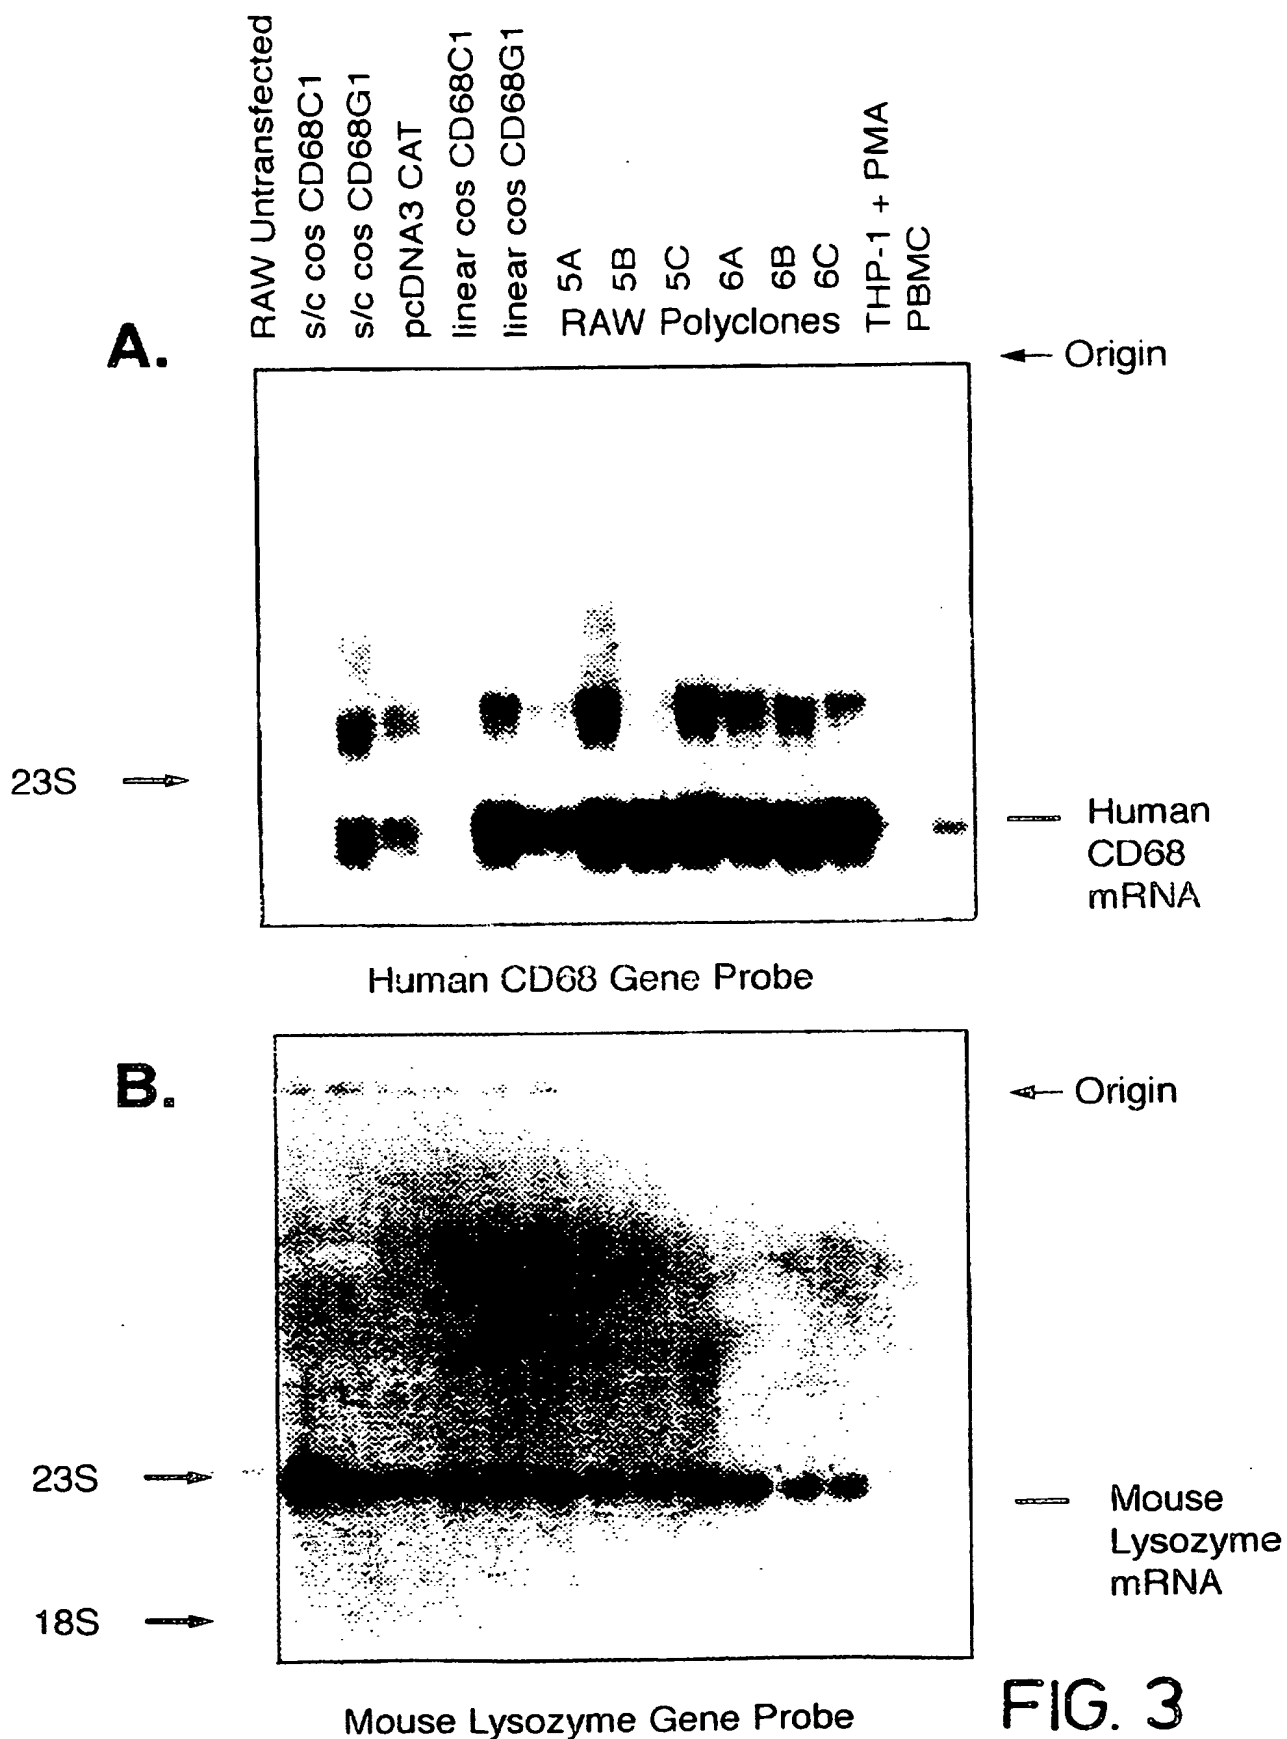 RAW Untransfected
s/c cos CD68C1
s/c cos CD68G1
pcDNA3 CAT
linear cos CD68C1
linear cos CD68G1
5A
5B
5C
6A
6B
6C
RAW Polyclones
THP-1 + PMA
PBMC
A.
Origin
23S
Human
CD68
mRNA
Human CD68 Gene Probe
B.
Origin
23S
Mouse
Lysozyme
mRNA
18S
Mouse Lysozyme Gene Probe
FIG. 3